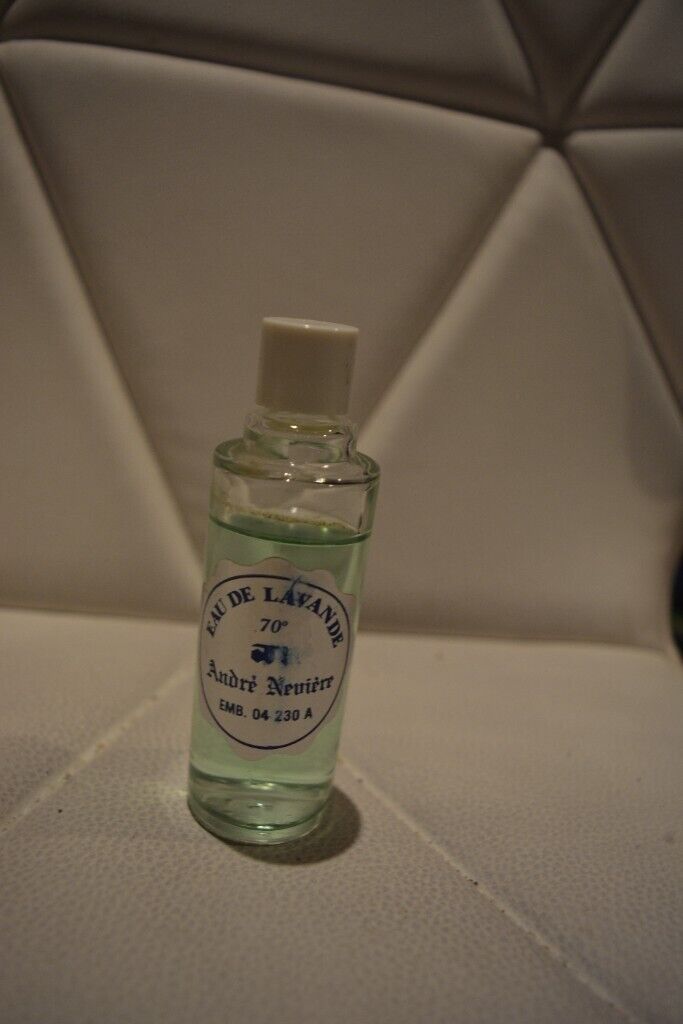 EAU DE LAVANDE
70°
André Nevière
EMB. 04 230 A